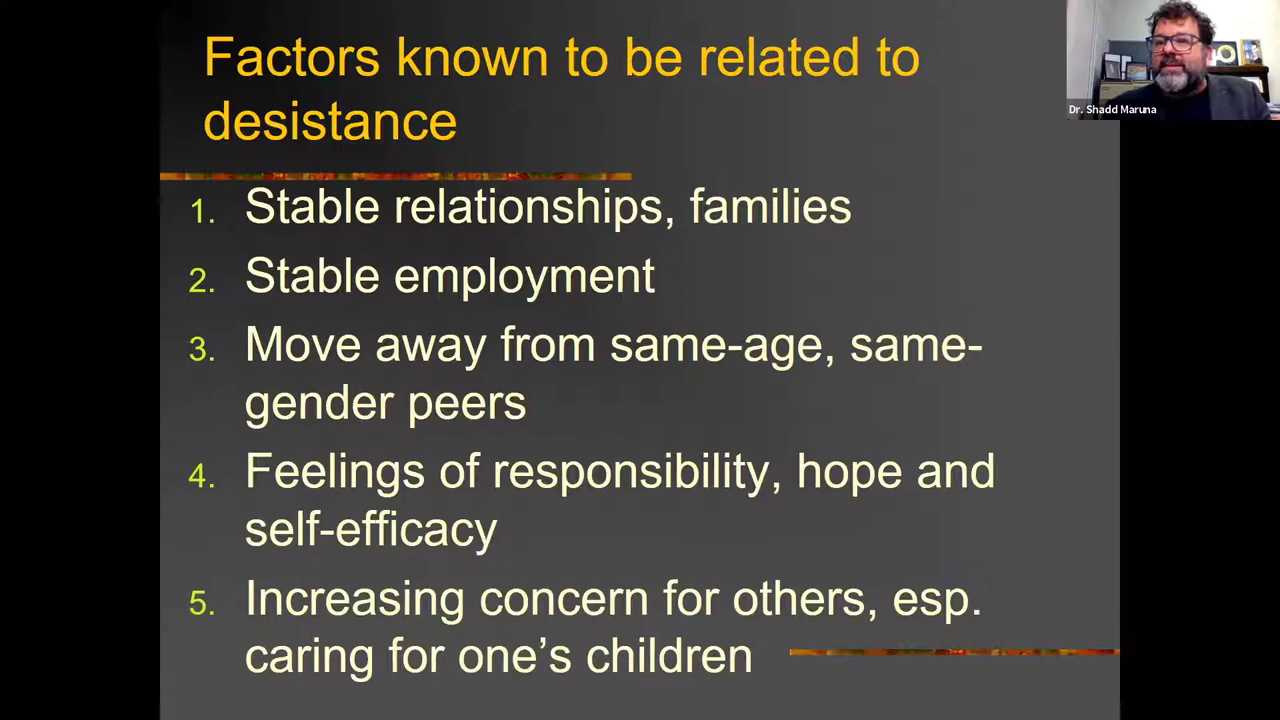 Factors known to be related to
desistance
Dr. Shadd Maruna
1. Stable relationships, families
2. Stable employment
3. Move away from same-age, same-
gender peers
4. Feelings of responsibility, hope and
self-efficacy
5. Increasing concern for others, esp.
caring for one’s children